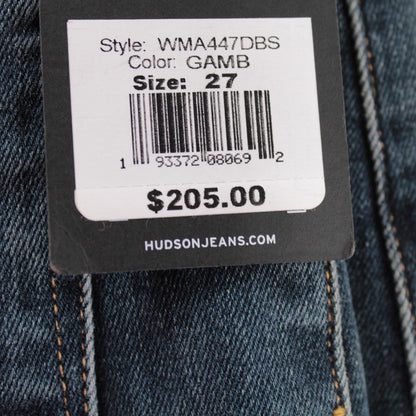 Style: WMA447DBS
Color: GAMB
Size: 27
1 93372 08069 2
$205.00
HUDSONJEANS.COM